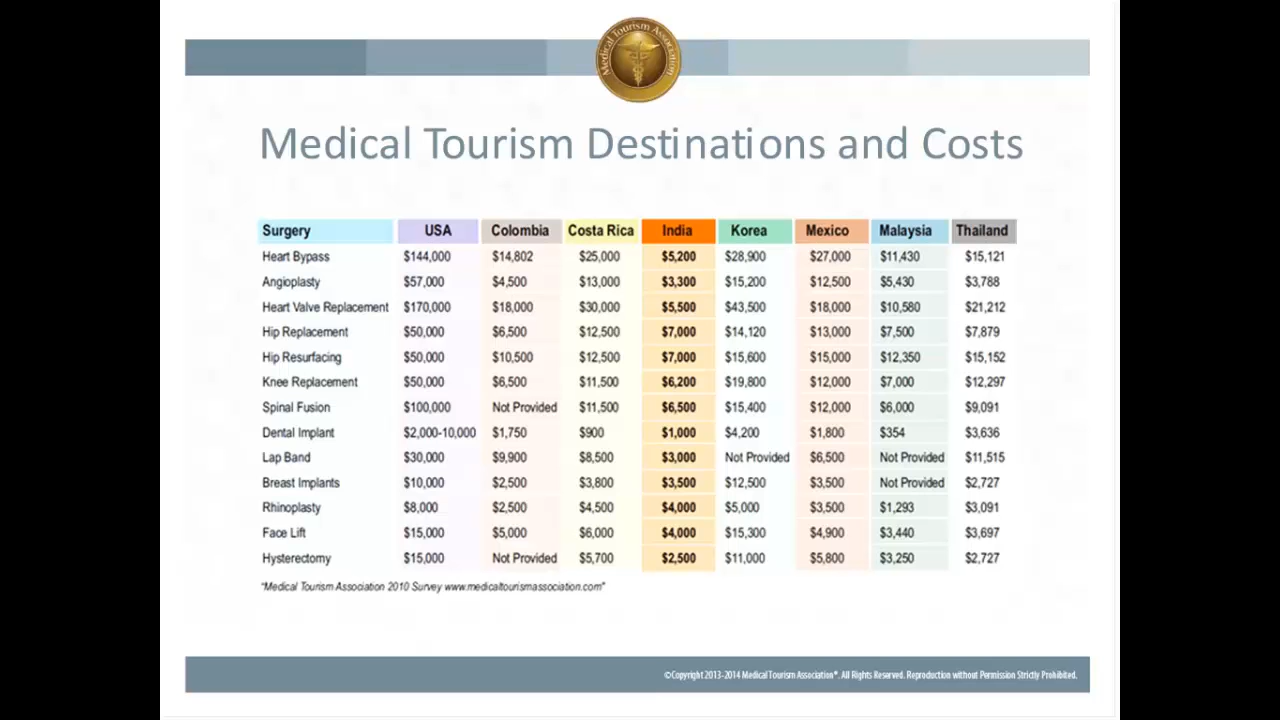 Medical Tourism Association
Medical Tourism Destinations and Costs
Surgery USA Colombia Costa Rica India Korea Mexico Malaysia Thailand
Heart Bypass $144,000 $14,802 $25,000 $5,200 $28,900 $27,000 $11,430 $15,121
Angioplasty $57,000 $4,500 $13,000 $3,300 $15,200 $12,500 $5,430 $3,788
Heart Valve Replacement $170,000 $18,000 $30,000 $5,500 $43,500 $18,000 $10,580 $21,212
Hip Replacement $50,000 $6,500 $12,500 $7,000 $14,120 $13,000 $7,500 $7,879
Hip Resurfacing $50,000 $10,500 $12,500 $7,000 $15,600 $15,000 $12,350 $15,152
Knee Replacement $50,000 $6,500 $11,500 $6,200 $19,800 $12,000 $7,000 $12,297
Spinal Fusion $100,000 Not Provided $11,500 $6,500 $15,400 $12,000 $6,000 $9,091
Dental Implant $2,000-10,000 $1,750 $900 $1,000 $4,200 $1,800 $354 $3,636
Lap Band $30,000 $9,900 $8,500 $3,000 Not Provided $6,500 Not Provided $11,515
Breast Implants $10,000 $2,500 $3,800 $3,500 $12,500 $3,500 Not Provided $2,727
Rhinoplasty $8,000 $2,500 $4,500 $4,000 $5,000 $3,500 $1,293 $3,091
Face Lift $15,000 $5,000 $6,000 $4,000 $15,300 $4,900 $3,440 $3,697
Hysterectomy $15,000 Not Provided $5,700 $2,500 $11,000 $5,800 $3,250 $2,727
"Medical Tourism Association 2010 Survey www.medicaltourismassociation.com"
©Copyright 2013-2014 Medical Tourism Association®. All Rights Reserved. Reproduction without Permission Strictly Prohibited.